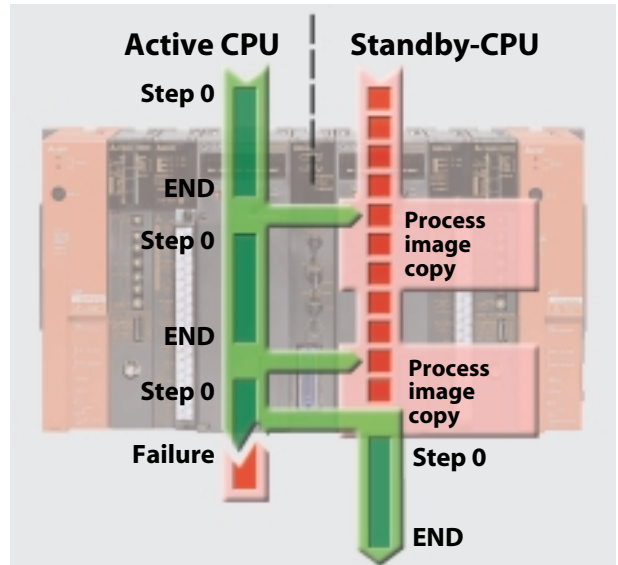 Active CPU
Standby-CPU
Step 0
END
Process
image
copy
Step 0
END
Process
image
copy
Step 0
Failure
Step 0
END